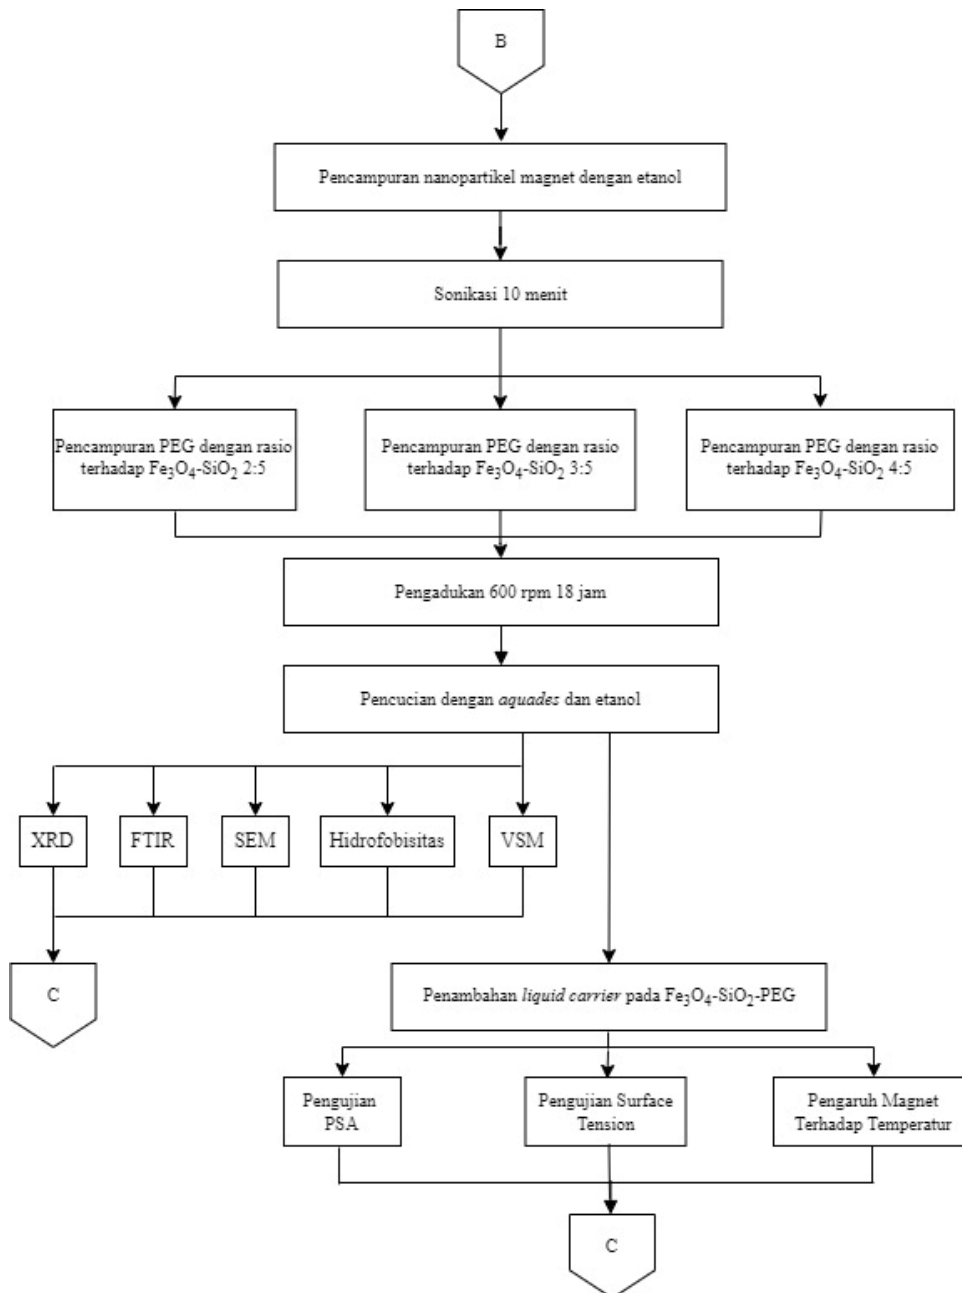 B
Pencampuran nanopartikel magnet dengan etanol
Sonikasi 10 menit
Pencampuran PEG dengan rasio
terhadap Fe3O4-SiO2 2:5
Pencampuran PEG dengan rasio
terhadap Fe3O4-SiO2 3:5
Pencampuran PEG dengan rasio
terhadap Fe3O4-SiO2 4:5
Pengadukan 600 rpm 18 jam
Pencucian dengan aquades dan etanol
XRD
FTIR
SEM
Hidrofobisitas
VSM
C
Penambahan liquid carrier pada Fe3O4-SiO2-PEG
Pengujian
PSA
Pengujian Surface
Tension
Pengaruh Magnet
Terhadap Temperatur
C